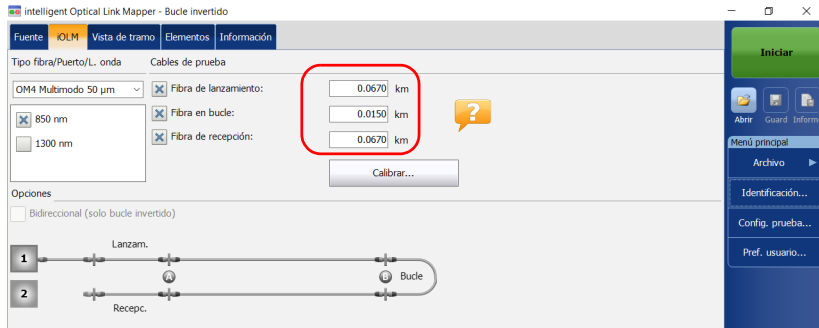 intelligent Optical Link Mapper - Bucle invertido
Fuente iOLM Vista de tramo Elementos Información
Iniciar
Tipo fibra/Puerto/L. onda Cables de prueba
OM4 Multimodo 50 µm
Fibra de lanzamiento: 0.0670 km
850 nm
Fibra en bucle: 0.0150 km
1300 nm
Fibra de recepción: 0.0670 km
?
Abrir Guard Inform
Calibrar...
Menú principal
Archivo
Identificación...
Config. prueba...
Pref. usuario...
Opciones
Bidireccional (solo bucle invertido)
Lanzam.
1
A B Bucle
2
Recepc.